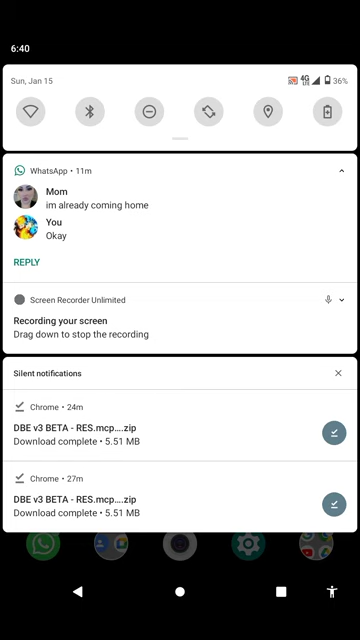 6:40
Sun, Jan 15
4G
36%
WhatsApp • 11m
Mom
im already coming home
You
Okay
REPLY
Screen Recorder Unlimited
Recording your screen
Drag down to stop the recording
Silent notifications
Chrome • 24m
DBE v3 BETA - RES.mcp....zip
Download complete • 5.51 MB
Chrome • 27m
DBE v3 BETA - RES.mcp....zip
Download complete • 5.51 MB